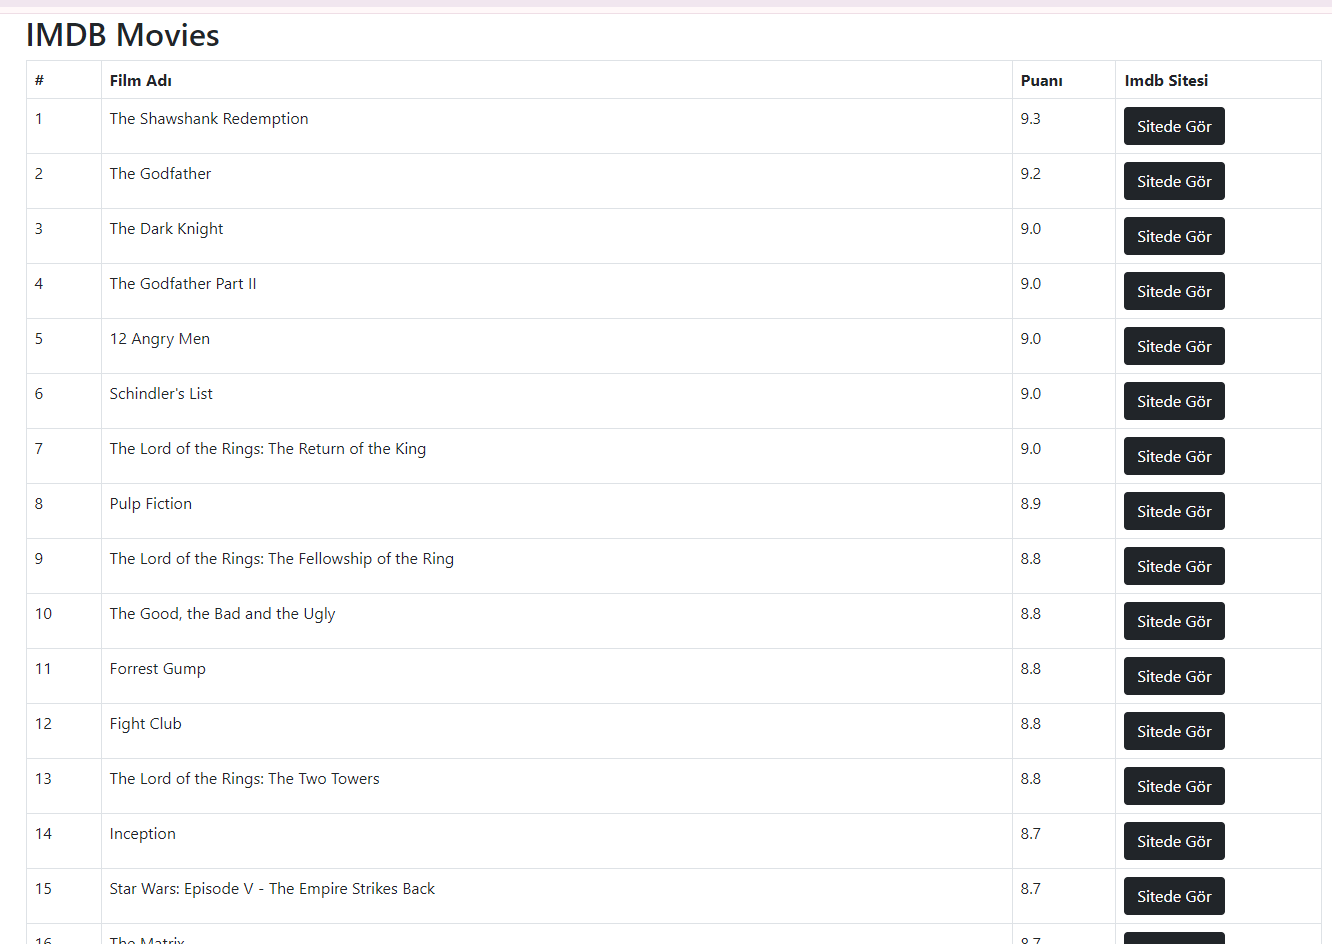 IMDB Movies
# Film Adı Puanı Imdb Sitesi
1 The Shawshank Redemption 9.3 Sitede Gör
2 The Godfather 9.2 Sitede Gör
3 The Dark Knight 9.0 Sitede Gör
4 The Godfather Part II 9.0 Sitede Gör
5 12 Angry Men 9.0 Sitede Gör
6 Schindler's List 9.0 Sitede Gör
7 The Lord of the Rings: The Return of the King 9.0 Sitede Gör
8 Pulp Fiction 8.9 Sitede Gör
9 The Lord of the Rings: The Fellowship of the Ring 8.8 Sitede Gör
10 The Good, the Bad and the Ugly 8.8 Sitede Gör
11 Forrest Gump 8.8 Sitede Gör
12 Fight Club 8.8 Sitede Gör
13 The Lord of the Rings: The Two Towers 8.8 Sitede Gör
14 Inception 8.7 Sitede Gör
15 Star Wars: Episode V - The Empire Strikes Back 8.7 Sitede Gör
16 The Matrix 8.7